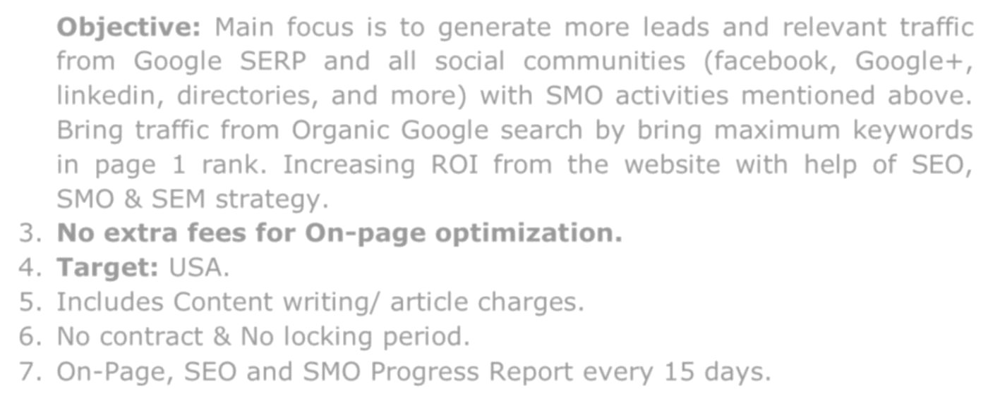 Objective: Main focus is to generate more leads and relevant traffic
from Google SERP and all social communities (facebook, Google+,
linkedin, directories, and more) with SMO activities mentioned above.
Bring traffic from Organic Google search by bring maximum keywords
in page 1 rank. Increasing ROI from the website with help of SEO,
SMO & SEM strategy.
3. No extra fees for On-page optimization.
4. Target: USA.
5. Includes Content writing/ article charges.
6. No contract & No locking period.
7. On-Page, SEO and SMO Progress Report every 15 days.